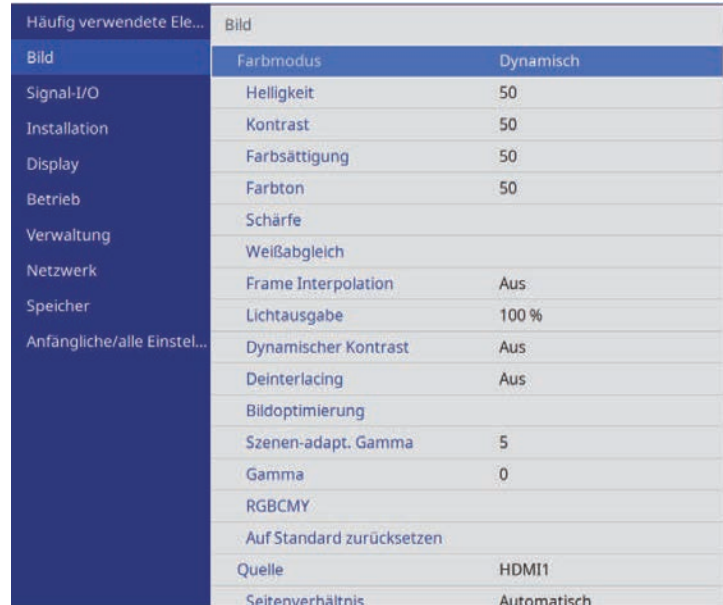 Häufig verwendete Ele...
Bild
Signal-I/O
Installation
Display
Betrieb
Verwaltung
Netzwerk
Speicher
Anfängliche/alle Einstel...
Bild
Farbmodus Dynamisch
Helligkeit 50
Kontrast 50
Farbsättigung 50
Farbton 50
Schärfe
Weißabgleich
Frame Interpolation Aus
Lichtausgabe 100 %
Dynamischer Kontrast Aus
Deinterlacing Aus
Bildoptimierung
Szenen-adapt. Gamma 5
Gamma 0
RGBCMY
Auf Standard zurücksetzen
Quelle HDMI1
Seitenverhältnis Automatisch